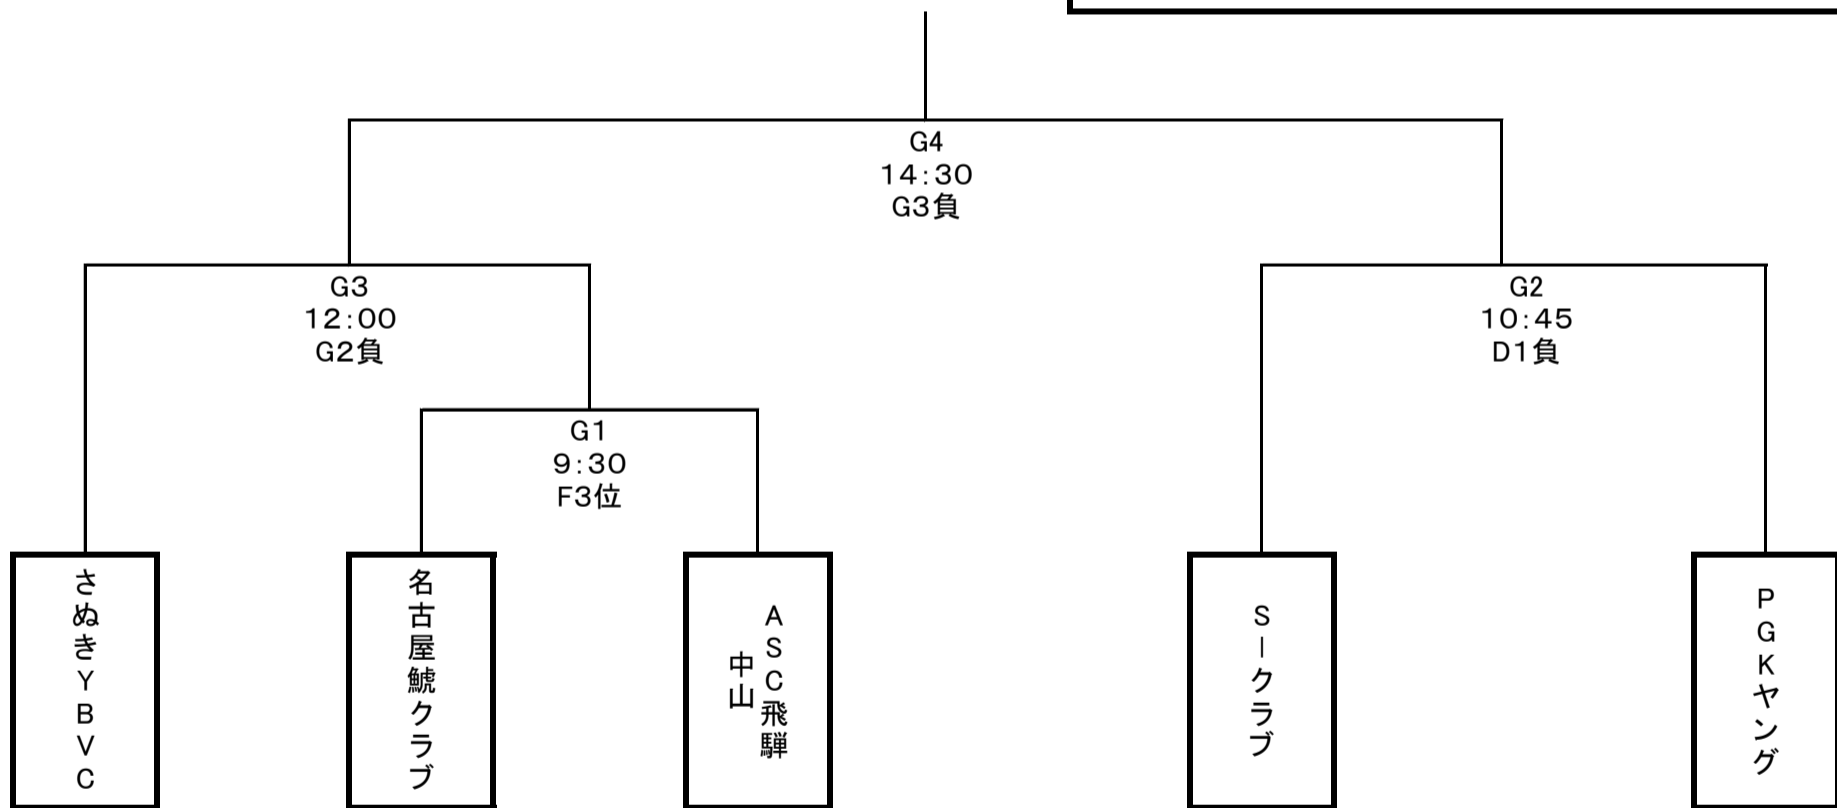 G4
14:30
G3負
G3
12:00
G2負
G2
10:45
D1負
G1
9:30
F3位
さぬきYBVC
名古屋鯱クラブ
ASC飛騨
中山
S-クラブ
PGKヤング